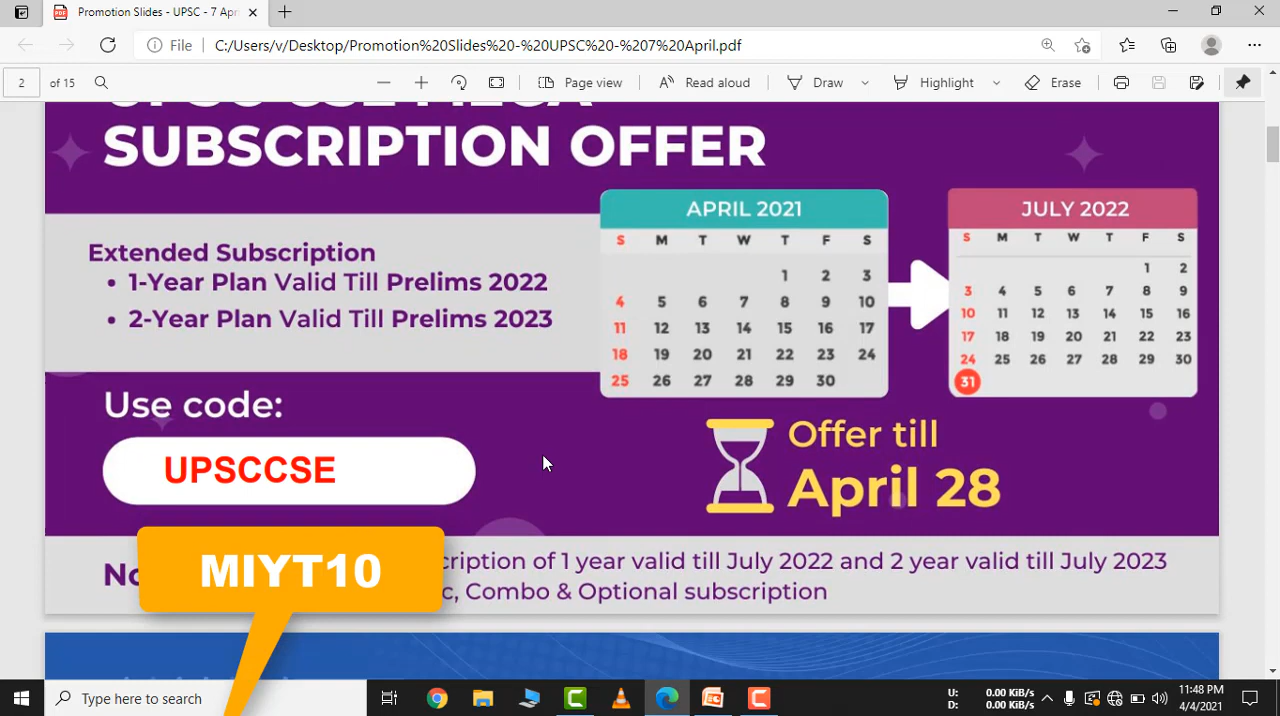 Promotion Slides - UPSC - 7 Apri
File
C:/Users/v/Desktop/Promotion%20Slides%20-%20UPSC%20-%207%20April.pdf
2 of 15
Page view
Read aloud
Draw
Highlight
Erase
SUBSCRIPTION OFFER
Extended Subscription
• 1-Year Plan Valid Till Prelims 2022
• 2-Year Plan Valid Till Prelims 2023
APRIL 2021
S M T W T F S
1 2 3
4 5 6 7 8 9 10
11 12 13 14 15 16 17
18 19 20 21 22 23 24
25 26 27 28 29 30
JULY 2022
S M T W T F S
1 2
3 4 5 6 7 8 9
10 11 12 13 14 15 16
17 18 19 20 21 22 23
24 25 26 27 28 29 30
31
Use code:
UPSCCSE
Offer till
April 28
MIYT10
cription of 1 year valid till July 2022 and 2 year valid till July 2023
c, Combo & Optional subscription
Type here to search
U: 0.00 KiB/s
D: 0.00 KiB/s
11:48 PM
4/4/2021